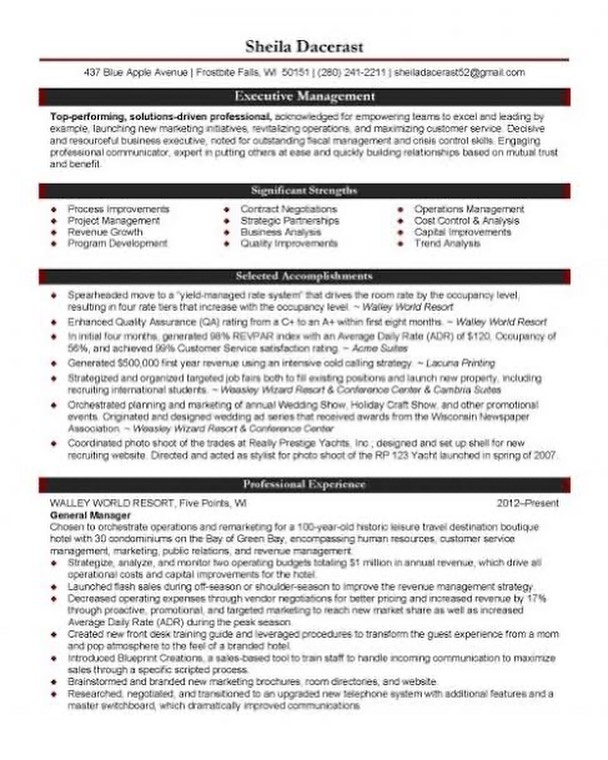 Sheila Dacerast
437 Blue Apple Avenue | Frostbite Falls, WI 50151 | (280) 241-2211 | sheiladacerast52@gmail.com
Executive Management
Top-performing, solutions-driven professional, acknowledged for empowering teams to excel and leading by
example, launching new marketing initiatives, revitalizing operations, and maximizing customer service. Decisive
and resourceful business executive, noted for outstanding fiscal management and crisis control skills. Engaging
professional communicator, expert in putting others at ease and quickly building relationships based on mutual trust
and benefit.
Significant Strengths
Process Improvements
Project Management
Revenue Growth
Program Development
Contract Negotiations
Strategic Partnerships
Business Analysis
Quality Improvements
Operations Management
Cost Control & Analysis
Capital Improvements
Trend Analysis
Selected Accomplishments
Spearheaded move to a "yield-managed rate system" that drives the room rate by the occupancy level,
resulting in four rate tiers that increase with the occupancy level. ~ Walley World Resort
Enhanced Quality Assurance (QA) rating from a C+ to an A+ within first eight months. ~ Walley World Resort
In initial four months, generated 98% REVPAR index with an Average Daily Rate (ADR) of $120, Occupancy of
56%, and achieved 99% Customer Service satisfaction rating. ~ Acme Suites
Generated $500,000 first year revenue using an intensive cold calling strategy. ~ Lacuna Printing
Strategized and organized targeted job fairs both to fill existing positions and launch new property, including
recruiting international students. ~ Weasley Wizard Resort & Conference Center & Cambria Suites
Orchestrated planning and marketing of annual Wedding Show, Holiday Craft Show, and other promotional
events. Originated and designed wedding ad series that received awards from the Wisconsin Newspaper
Association. ~ Weasley Wizard Resort & Conference Center
Coordinated photo shoot of the trades at Really Prestige Yachts, Inc.; designed and set up shell for new
recruiting website. Directed and acted as stylist for photo shoot of the RP 123 Yacht launched in spring of 2007.
Professional Experience
WALLEY WORLD RESORT, Five Points, WI 2012–Present
General Manager
Chosen to orchestrate operations and remarketing for a 100-year-old historic leisure travel destination boutique
hotel with 30 condominiums on the Bay of Green Bay, encompassing human resources, customer service
management, marketing, public relations, and revenue management.
Strategize, analyze, and monitor two operating budgets totaling $1 million in annual revenue, which drive all
operational costs and capital improvements for the hotel.
Launched flash sales during off-season or shoulder-season to improve the revenue management strategy.
Decreased operating expenses through vendor negotiations for better pricing and increased revenue by 17%
through proactive, promotional, and targeted marketing to reach new market share as well as increased
Average Daily Rate (ADR) during the peak season.
Created new front desk training guide and leveraged procedures to transform the guest experience from a mom
and pop atmosphere to the feel of a branded hotel.
Introduced Blueprint Creations, a sales-based tool to train staff to handle incoming communication to maximize
sales through a specific scripted process.
Brainstormed and branded new marketing brochures, room directories, and website.
Researched, negotiated, and transitioned to an upgraded new telephone system with additional features and a
master switchboard, which dramatically improved communications.